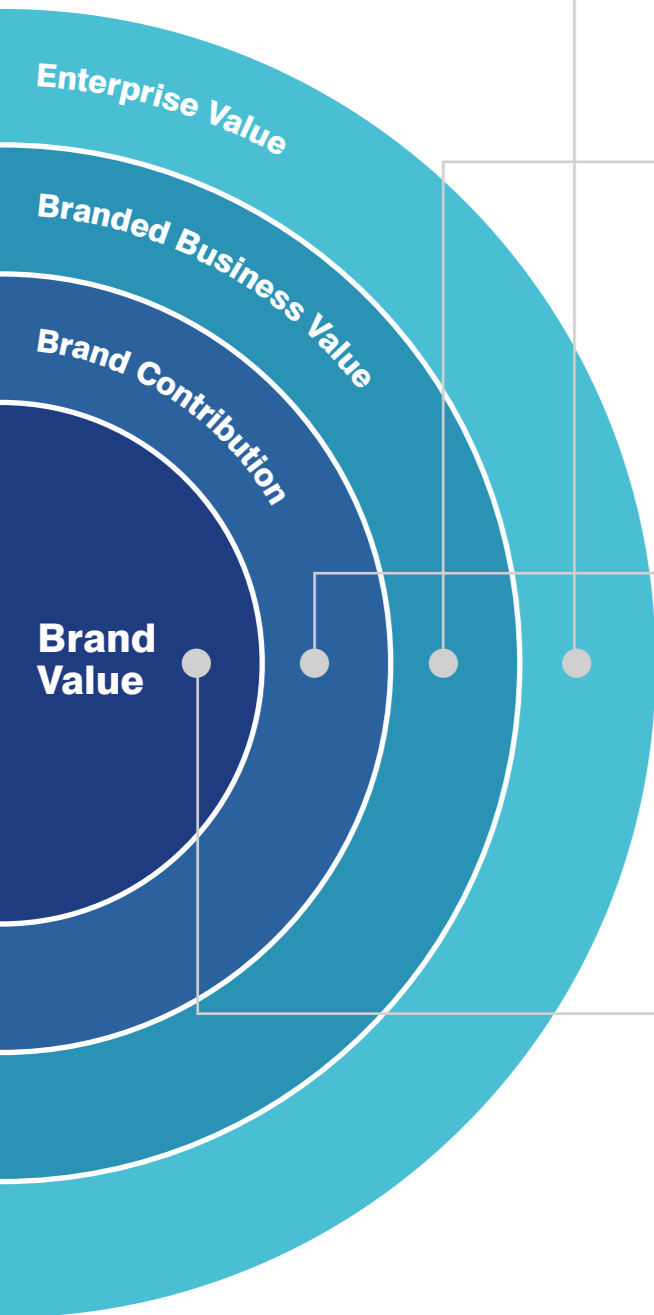 Enterprise Value
Branded Business Value
Brand Contribution
Brand
Value